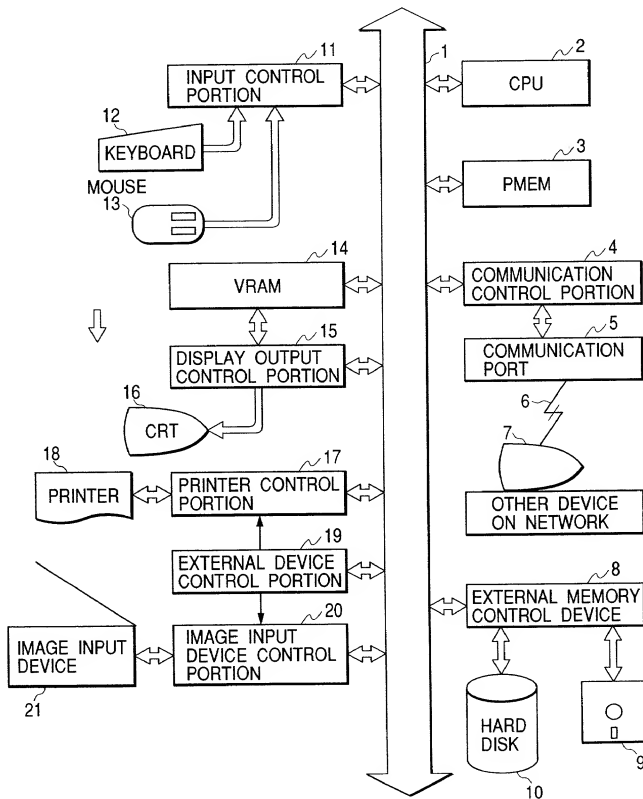 11
INPUT CONTROL
PORTION
12
KEYBOARD
MOUSE
13
14
VRAM
15
DISPLAY OUTPUT
CONTROL PORTION
16
CRT
17
18
PRINTER
PRINTER CONTROL
PORTION
19
EXTERNAL DEVICE
CONTROL PORTION
20
IMAGE INPUT
DEVICE
IMAGE INPUT
DEVICE CONTROL
PORTION
21
1
2
CPU
3
PMEM
4
COMMUNICATION
CONTROL PORTION
5
COMMUNICATION
PORT
6
7
OTHER DEVICE
ON NETWORK
8
EXTERNAL MEMORY
CONTROL DEVICE
HARD
DISK
10
9